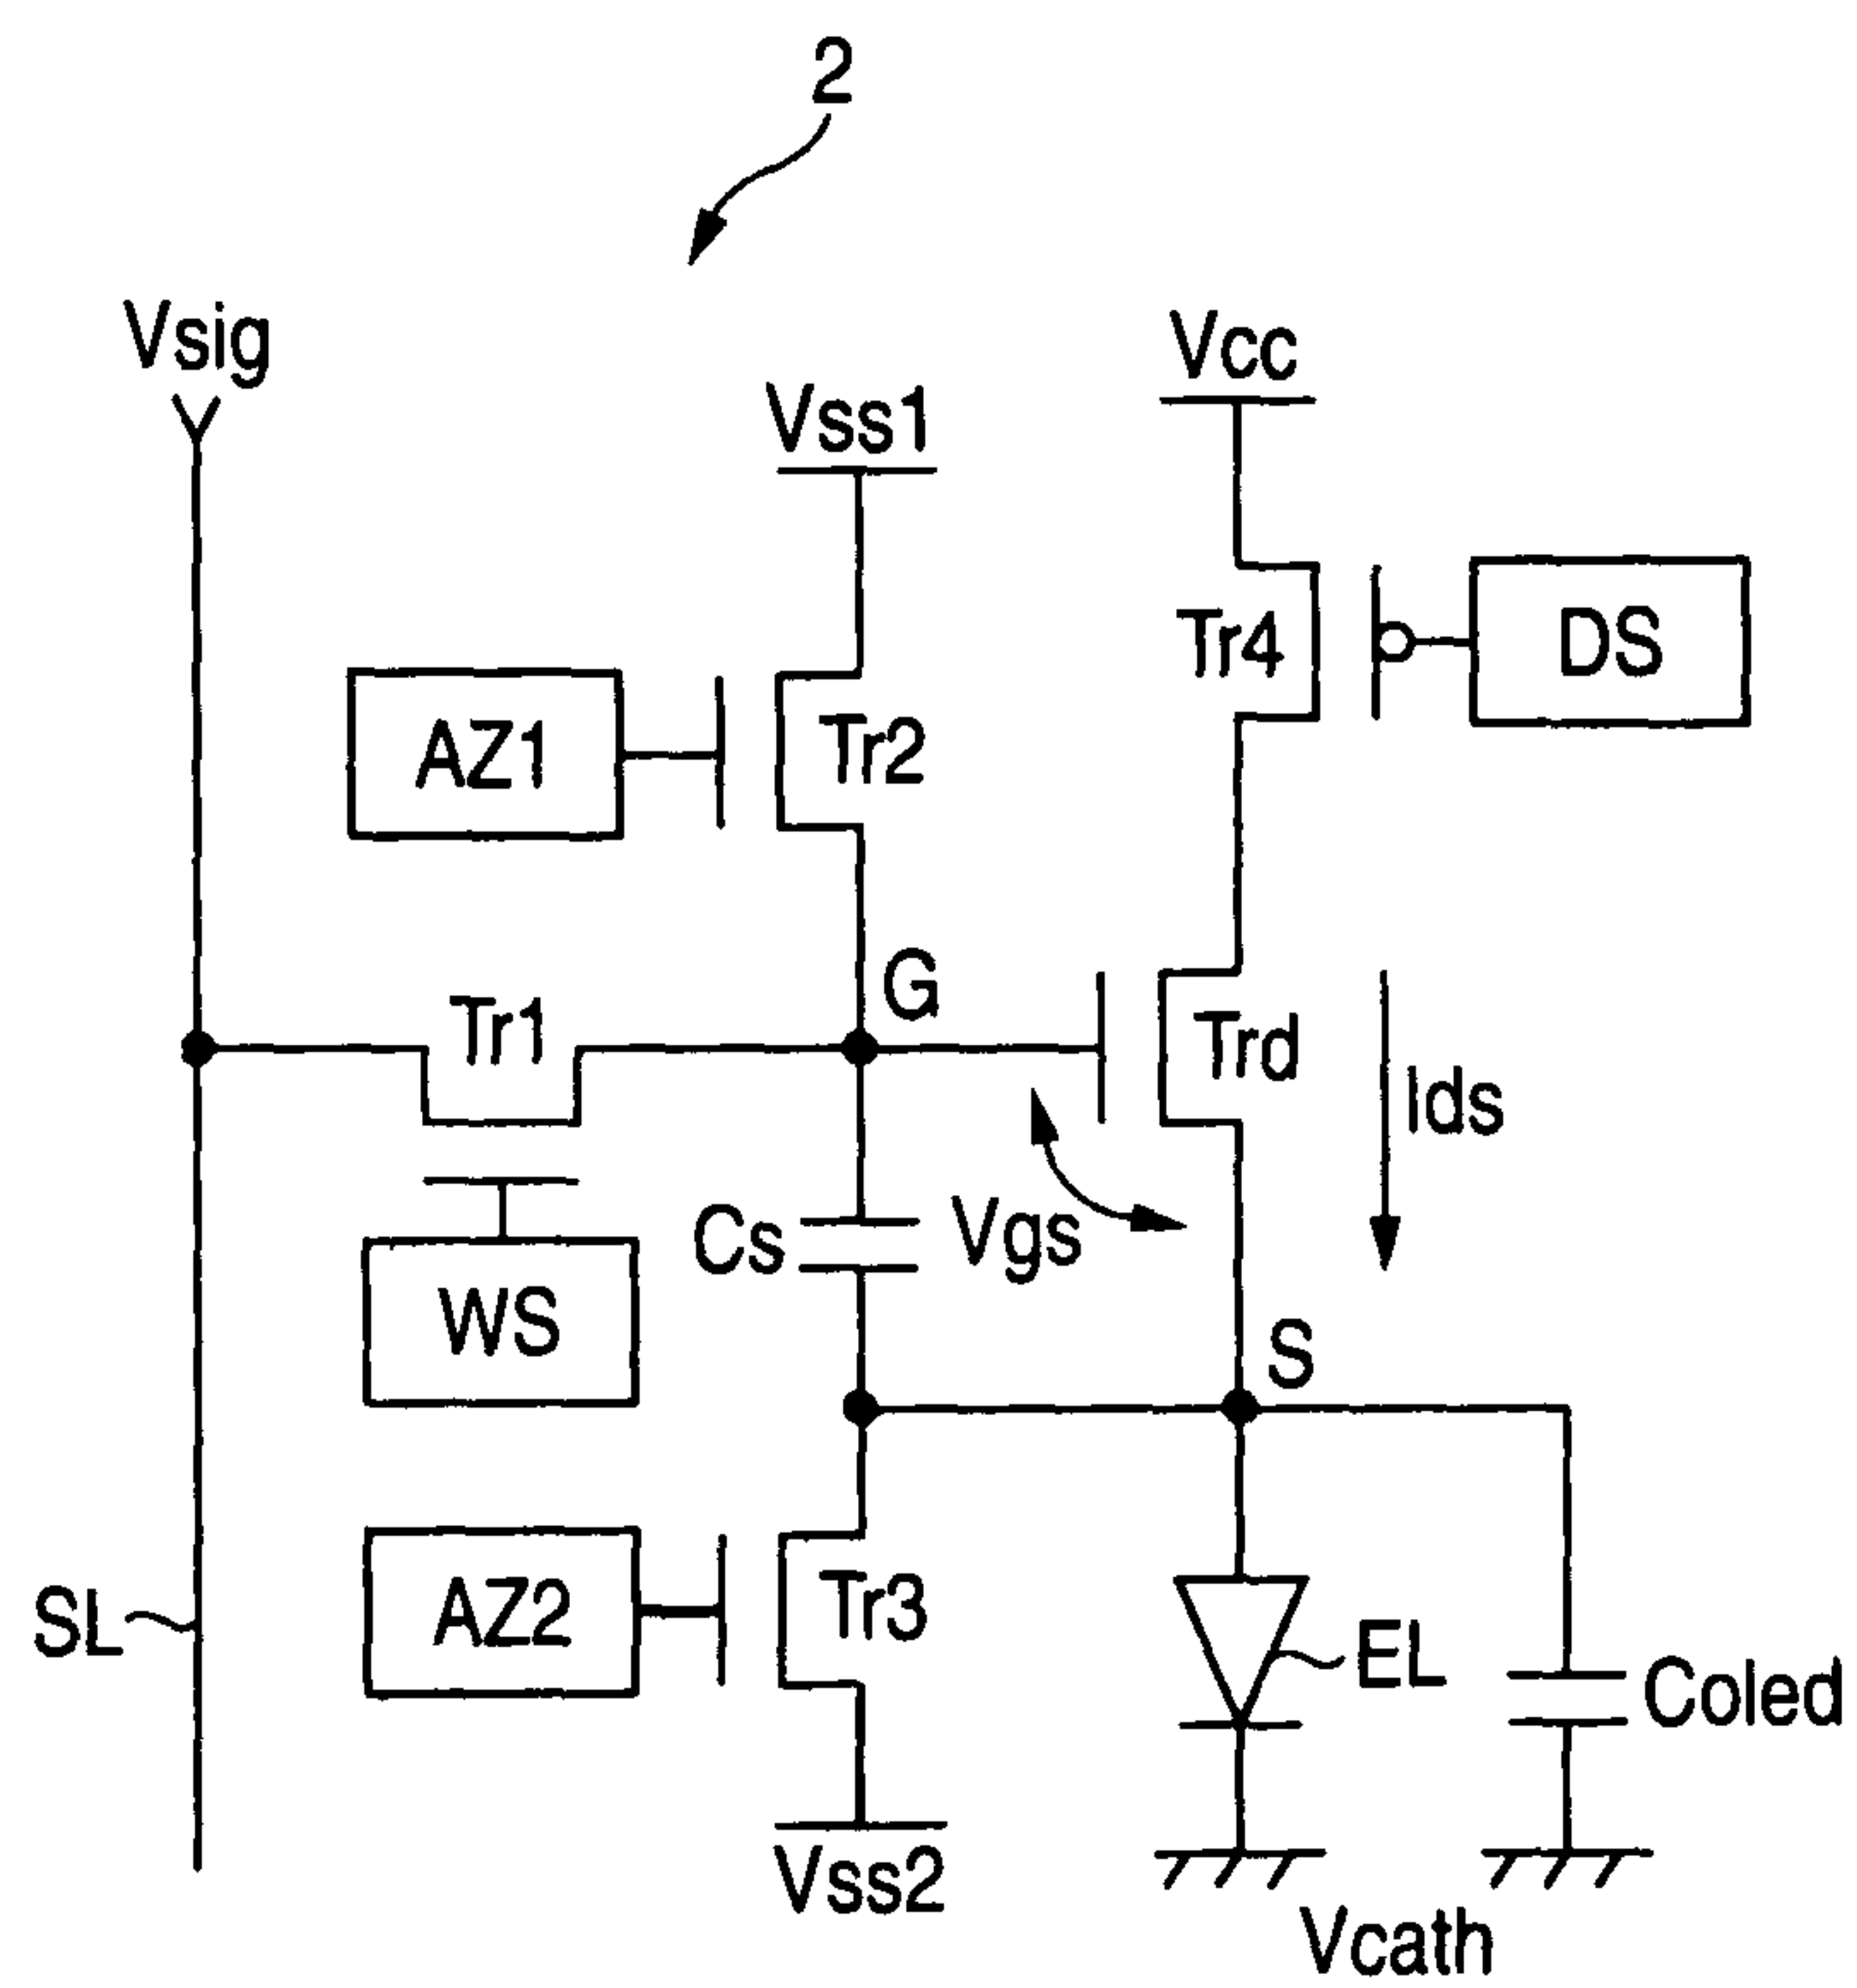 2
Vsig
Vcc
Vss1
Tr4
DS
AZ1
Tr2
G
Tr1
Trd
Ids
Cs
Vgs
WS
S
AZ2
Tr3
SL
EL
Coled
Vss2
Vcath